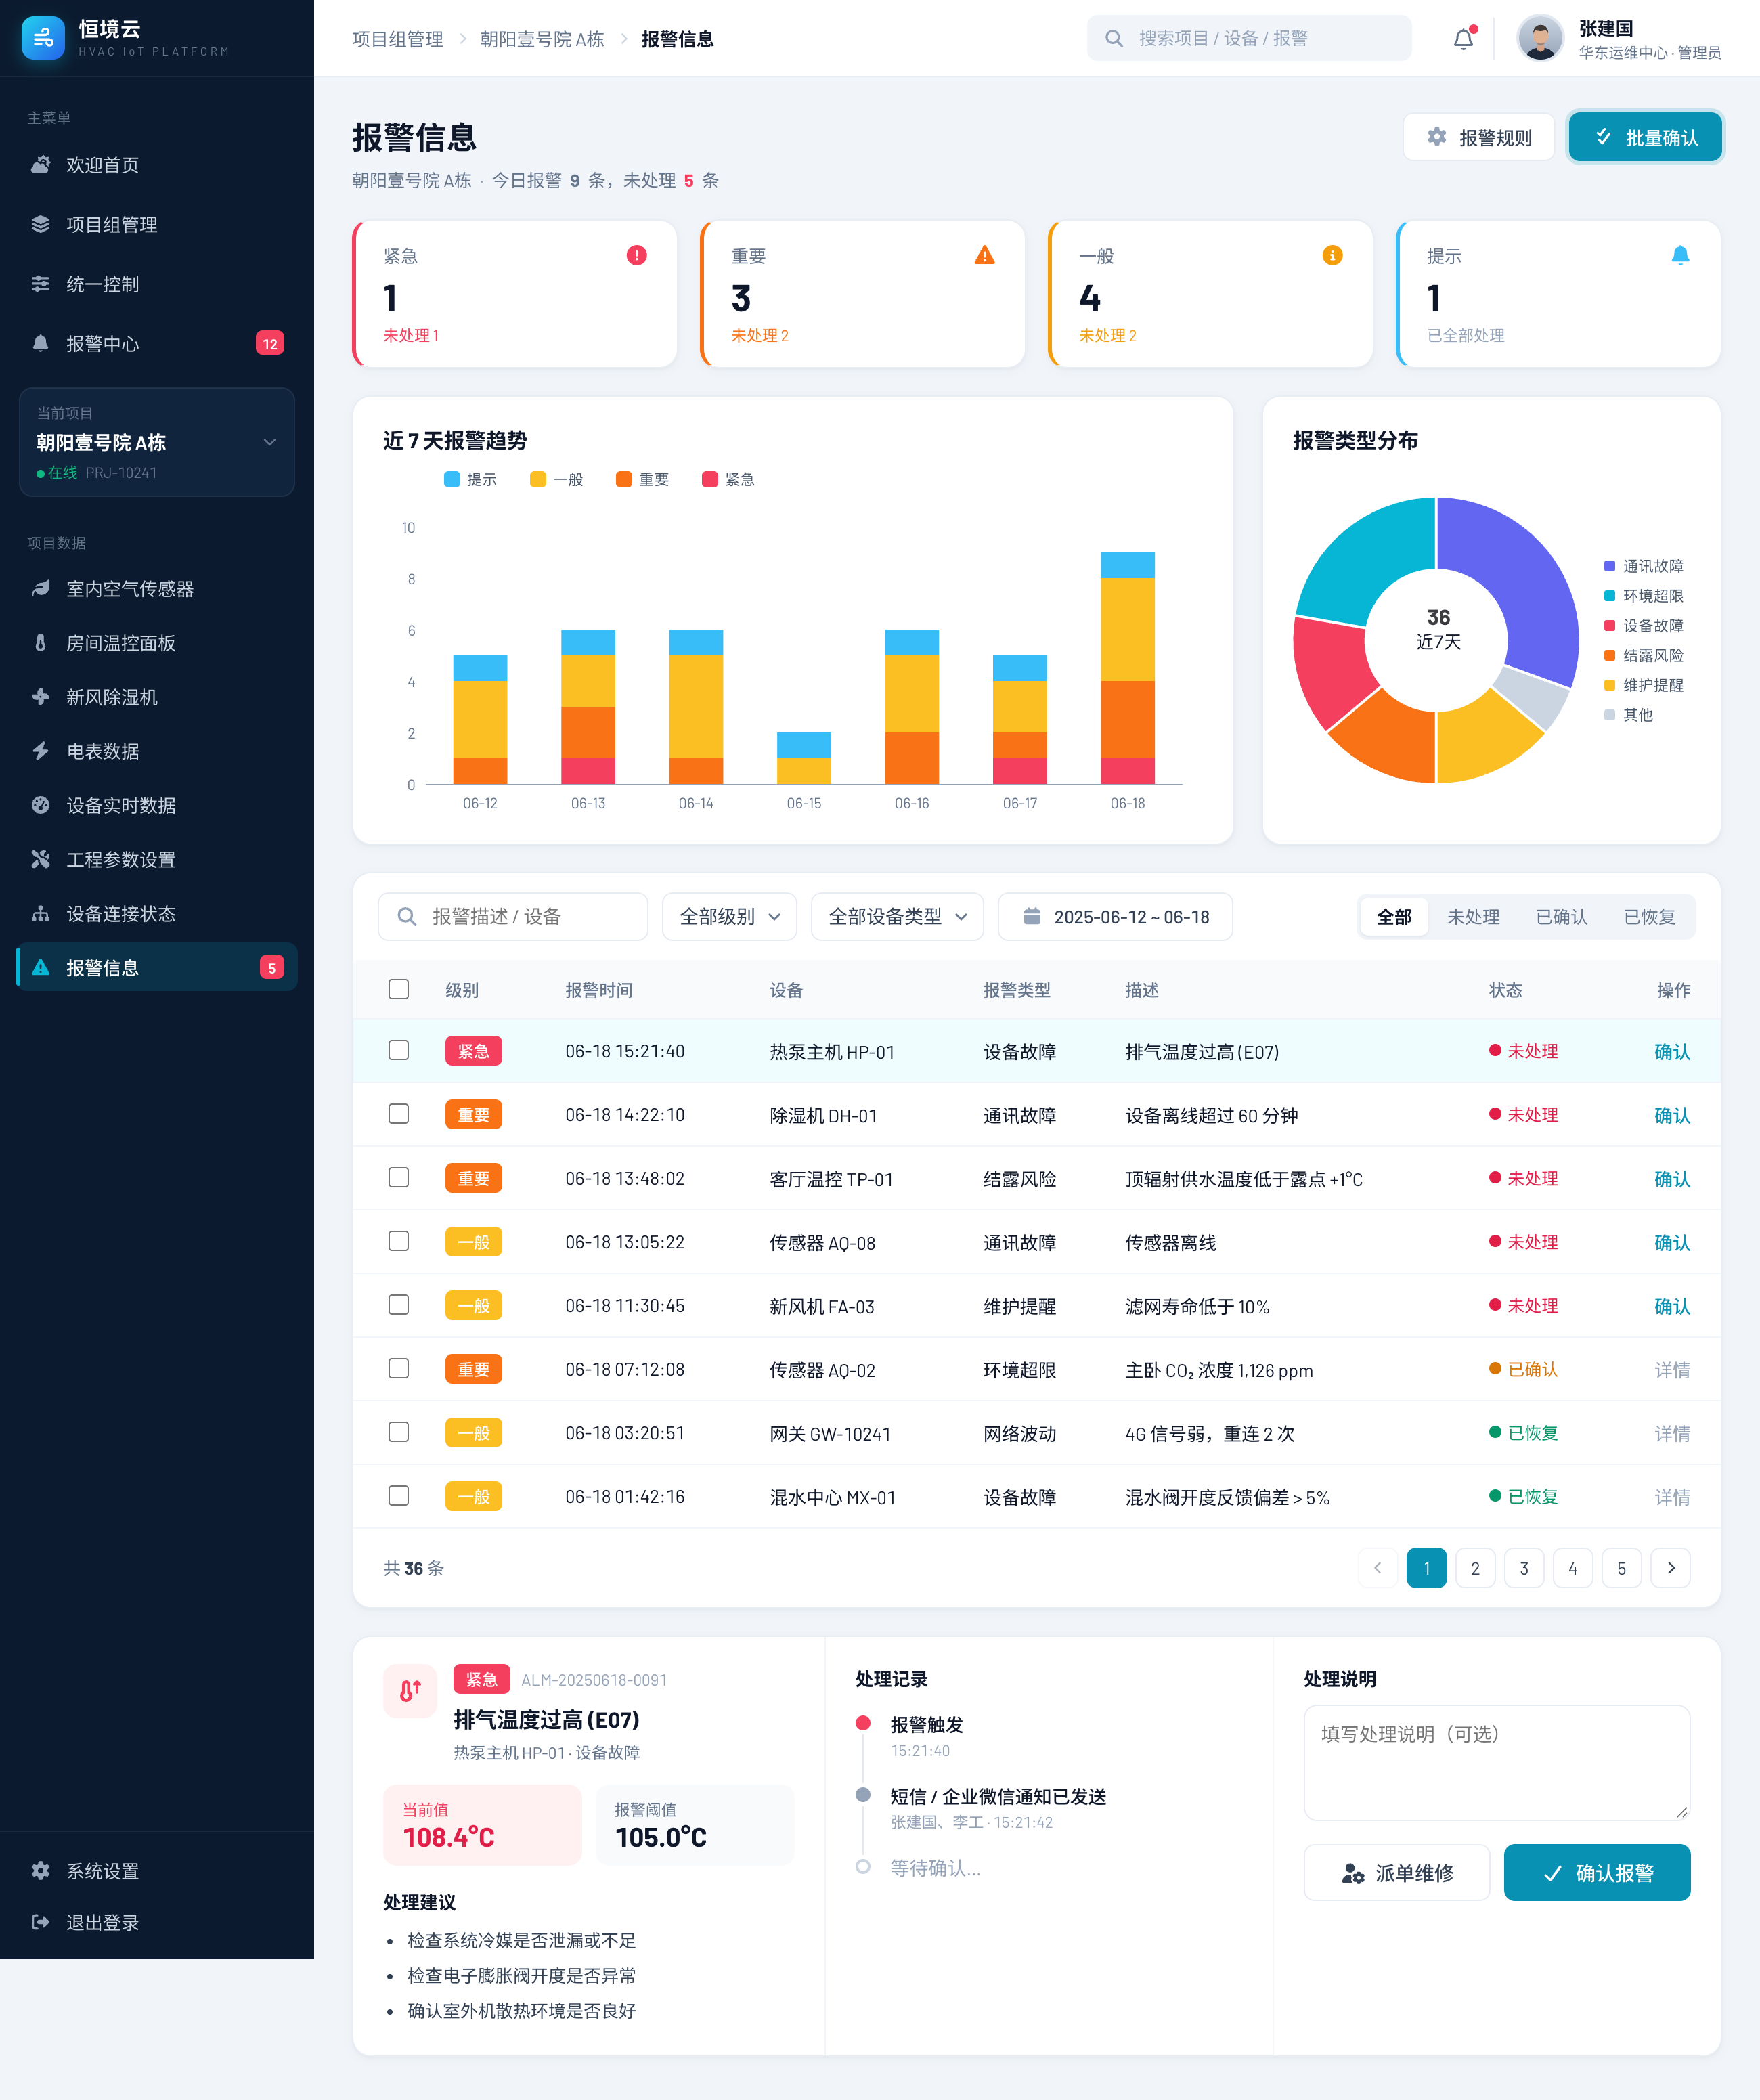 恒境云
HVAC IoT PLATFORM
主菜单
欢迎首页
项目组管理
统一控制
报警中心 12
当前项目
朝阳壹号院 A栋
在线 PRJ-10241
项目数据
室内空气传感器
房间温控面板
新风除湿机
电表数据
设备实时数据
工程参数设置
设备连接状态
报警信息 5
系统设置
退出登录
项目组管理 > 朝阳壹号院 A栋 > 报警信息
搜索项目 / 设备 / 报警
张建国
华东运维中心 · 管理员
报警信息
朝阳壹号院 A栋 · 今日报警 9 条，未处理 5 条
报警规则
批量确认
紧急
1
未处理 1
重要
3
未处理 2
一般
4
未处理 2
提示
1
已全部处理
近 7 天报警趋势
提示 一般 重要 紧急
10
8
6
4
2
0
06-12 06-13 06-14 06-15 06-16 06-17 06-18
报警类型分布
36
近7天
通讯故障
环境超限
设备故障
结露风险
维护提醒
其他
报警描述 / 设备 全部级别 全部设备类型 2025-06-12 ~ 06-18 全部 未处理 已确认 已恢复
级别 报警时间 设备 报警类型 描述 状态 操作
紧急 06-18 15:21:40 热泵主机 HP-01 设备故障 排气温度过高 (E07) 未处理 确认
重要 06-18 14:22:10 除湿机 DH-01 通讯故障 设备离线超过 60 分钟 未处理 确认
重要 06-18 13:48:02 客厅温控 TP-01 结露风险 顶辐射供水温度低于露点 +1°C 未处理 确认
一般 06-18 13:05:22 传感器 AQ-08 通讯故障 传感器离线 未处理 确认
一般 06-18 11:30:45 新风机 FA-03 维护提醒 滤网寿命低于 10% 未处理 确认
重要 06-18 07:12:08 传感器 AQ-02 环境超限 主卧 CO₂ 浓度 1,126 ppm 已确认 详情
一般 06-18 03:20:51 网关 GW-10241 网络波动 4G 信号弱，重连 2 次 已恢复 详情
一般 06-18 01:42:16 混水中心 MX-01 设备故障 混水阀开度反馈偏差 > 5% 已恢复 详情
共 36 条
1 2 3 4 5
紧急 ALM-20250618-0091
排气温度过高 (E07)
热泵主机 HP-01 · 设备故障
当前值
108.4°C
报警阈值
105.0°C
处理建议
• 检查系统冷媒是否泄漏或不足
• 检查电子膨胀阀开度是否异常
• 确认室外机散热环境是否良好
处理记录
报警触发
15:21:40
短信 / 企业微信通知已发送
张建国、李工 · 15:21:42
等待确认...
处理说明
填写处理说明（可选）
派单维修
确认报警